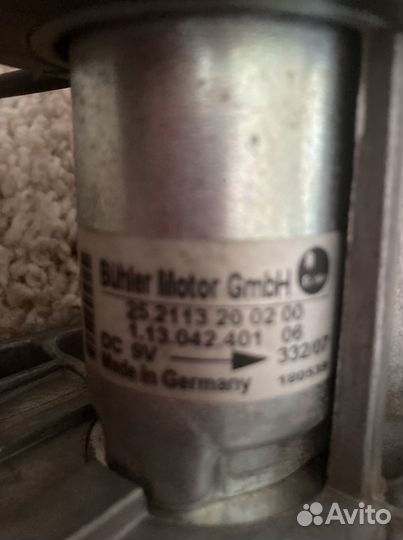 Bühler Motor GmbH
25.2113.20 02 00
1.13.042.401 06
DC 9V 332/07
Made in Germany
Avito